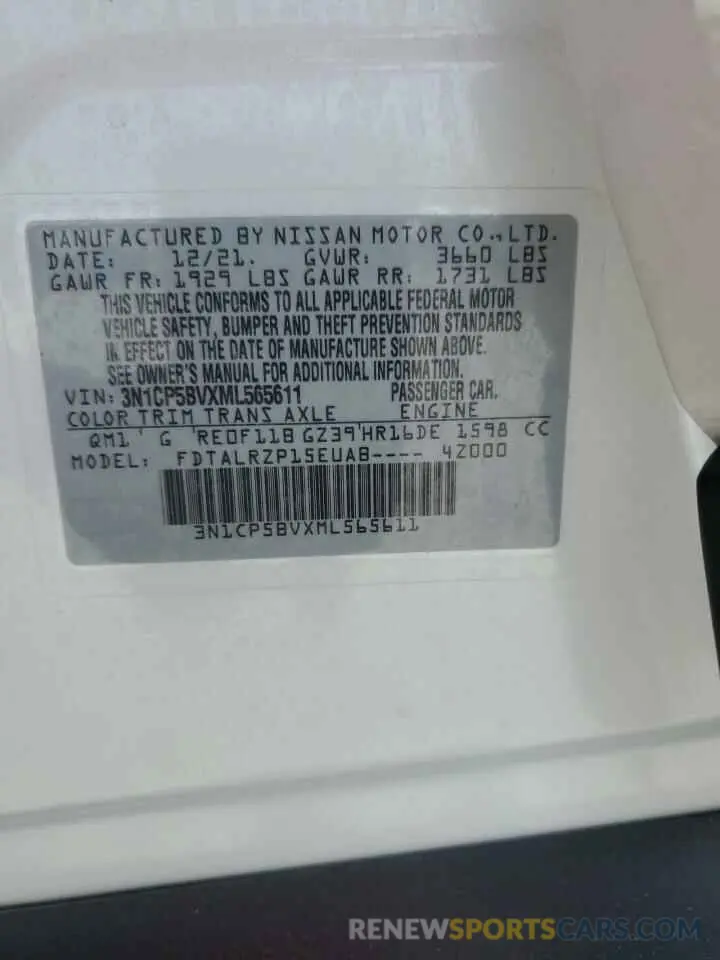 MANUFACTURED BY NISSAN MOTOR CO.,LTD.
DATE: 12/21. GVWR: 3660 LBS
GAWR FR: 1929 LBS GAWR RR: 1731 LBS
THIS VEHICLE CONFORMS TO ALL APPLICABLE FEDERAL MOTOR
VEHICLE SAFETY, BUMPER AND THEFT PREVENTION STANDARDS
IN EFFECT ON THE DATE OF MANUFACTURE SHOWN ABOVE.
SEE OWNER'S MANUAL FOR ADDITIONAL INFORMATION.
VIN: 3N1CP5BVXML565611 PASSENGER CAR.
COLOR TRIM TRANS AXLE ENGINE
QM1 ' G 'RE0F11B GZ39'HR16DE 1598 CC
MODEL: FDTALRZP15EUAB---- 42000
3N1CP5BVXML565611
RENEWSPORTSCARS.COM